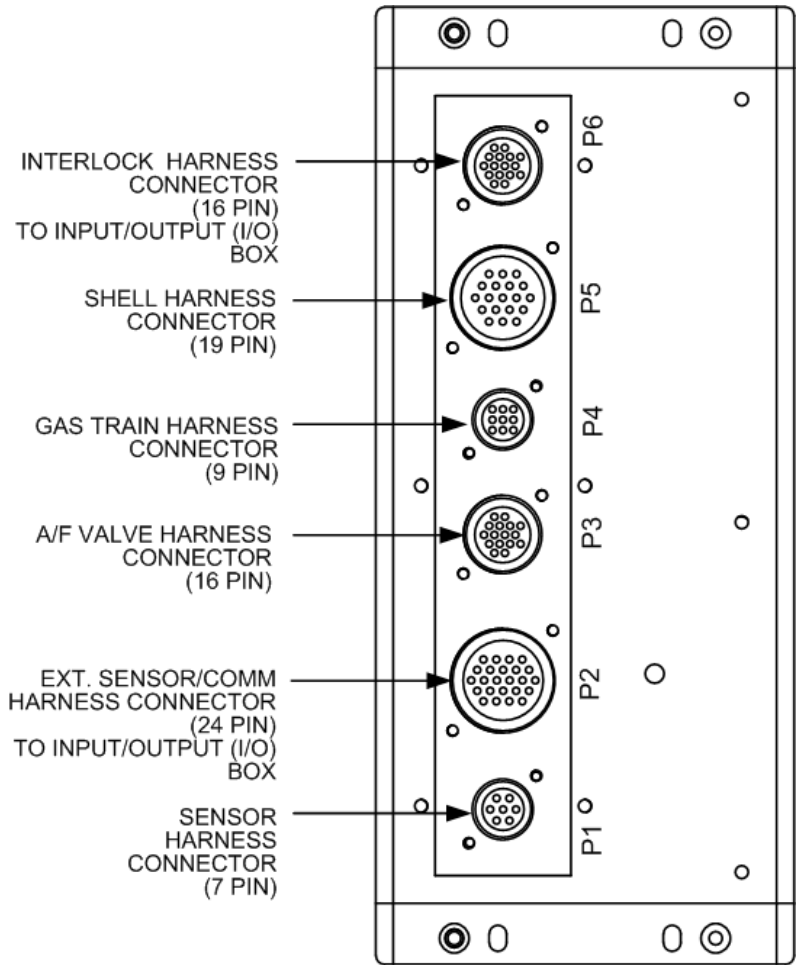 INTERLOCK HARNESS
CONNECTOR
(16 PIN)
TO INPUT/OUTPUT (I/O)
BOX
P6
SHELL HARNESS
CONNECTOR
(19 PIN)
P5
GAS TRAIN HARNESS
CONNECTOR
(9 PIN)
P4
A/F VALVE HARNESS
CONNECTOR
(16 PIN)
P3
EXT. SENSOR/COMM
HARNESS CONNECTOR
(24 PIN)
TO INPUT/OUTPUT (I/O)
BOX
P2
SENSOR
HARNESS
CONNECTOR
(7 PIN)
P1